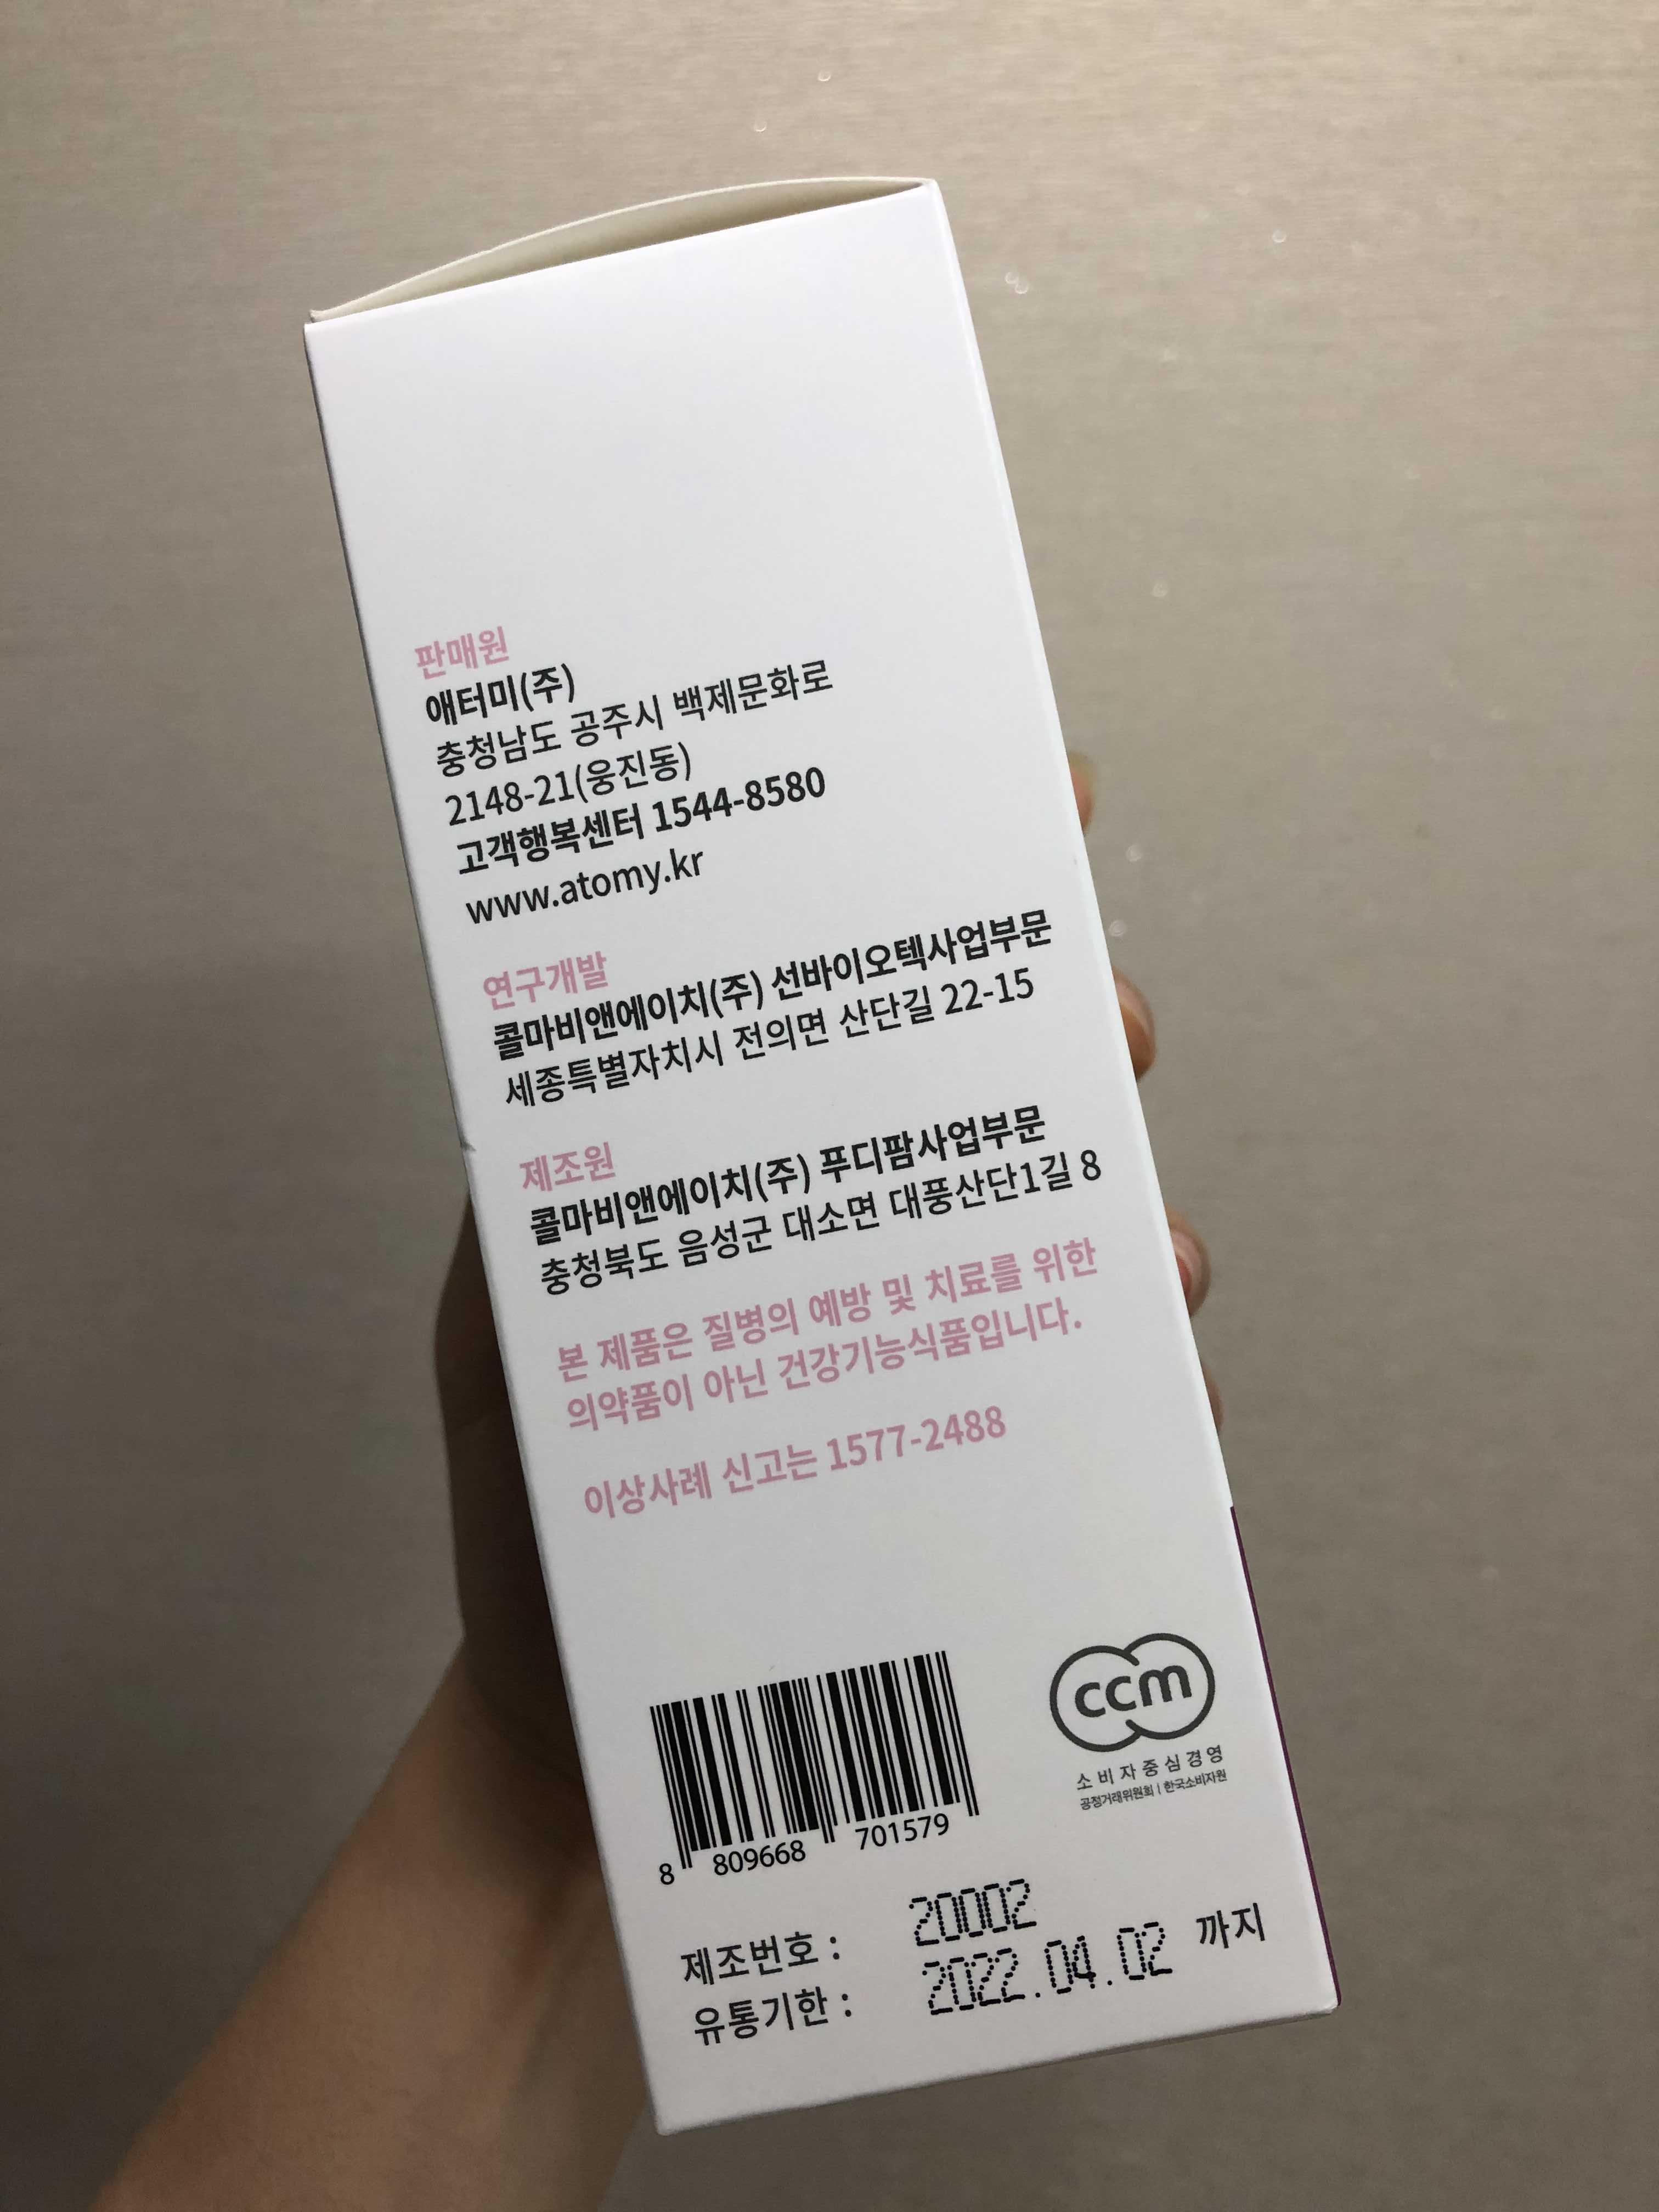 판매원
애터미(주)
충청남도 공주시 백제문화로
2148-21(웅진동)
고객행복센터 1544-8580
www.atomy.kr
연구개발
콜마비앤에이치(주) 선바이오텍사업부문
세종특별자치시 전의면 산단길 22-15
제조원
콜마비앤에이치(주) 푸디팜사업부문
충청북도 음성군 대소면 대풍산단1길 8
본 제품은 질병의 예방 및 치료를 위한
의약품이 아닌 건강기능식품입니다.
이상사례 신고는 1577-2488
ccm
소비자중심경영
공정거래위원회 | 한국소비자원
8 809668 701579
제조번호 : 20002
유통기한 : 2022.04.02 까지